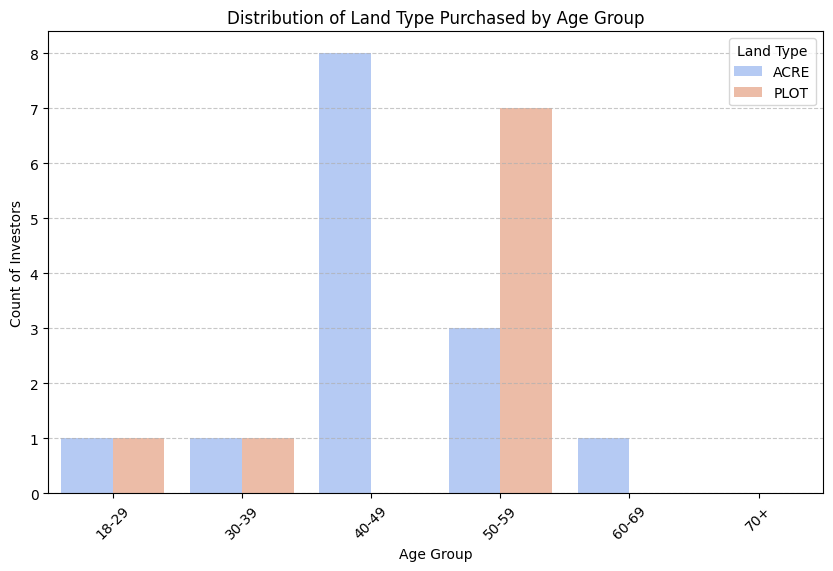 Distribution of Land Type Purchased by Age Group
Land Type
ACRE
PLOT
Count of Investors
8
7
6
5
4
3
2
1
0
18-29
30-39
40-49
50-59
60-69
70+
Age Group